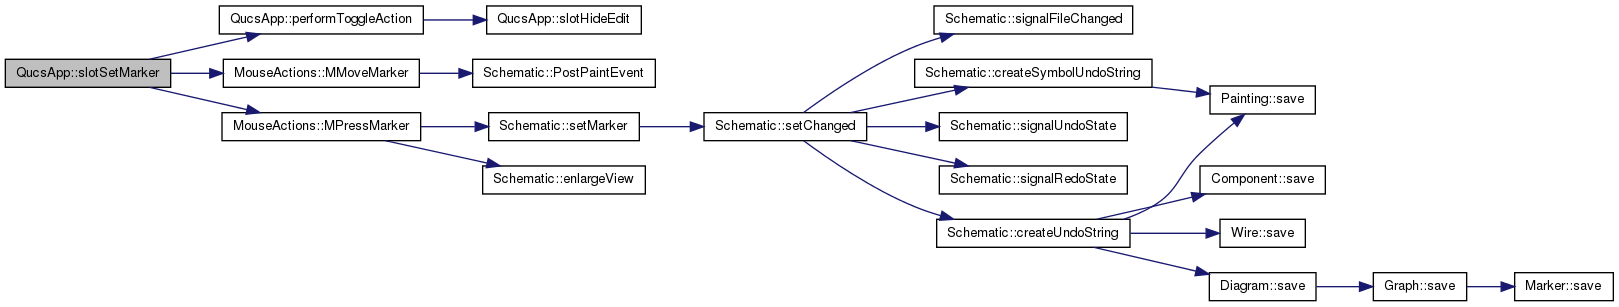 QucsApp::slotSetMarker
QucsApp::performToggleAction
QucsApp::slotHideEdit
MouseActions::MMoveMarker
Schematic::PostPaintEvent
MouseActions::MPressMarker
Schematic::setMarker
Schematic::enlargeView
Schematic::setChanged
Schematic::signalFileChanged
Schematic::createSymbolUndoString
Schematic::signalUndoState
Schematic::signalRedoState
Schematic::createUndoString
Painting::save
Component::save
Wire::save
Diagram::save
Graph::save
Marker::save